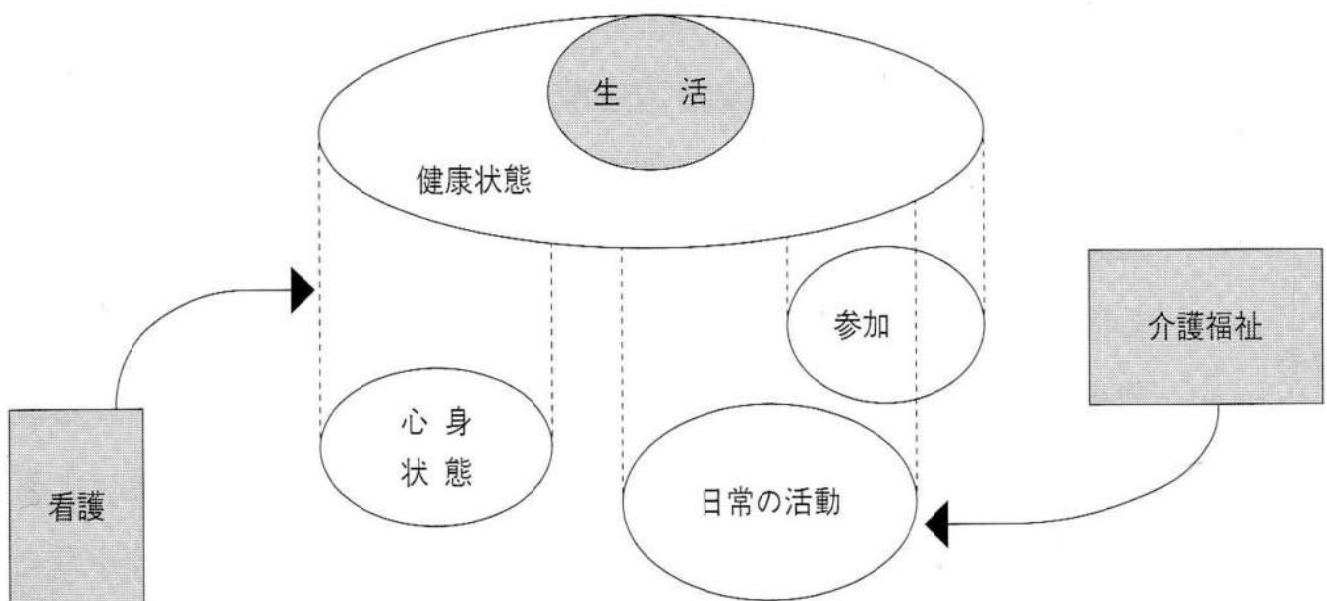 生 活
健康状態
参加
介護福祉
心身
状態
看護
日常の活動